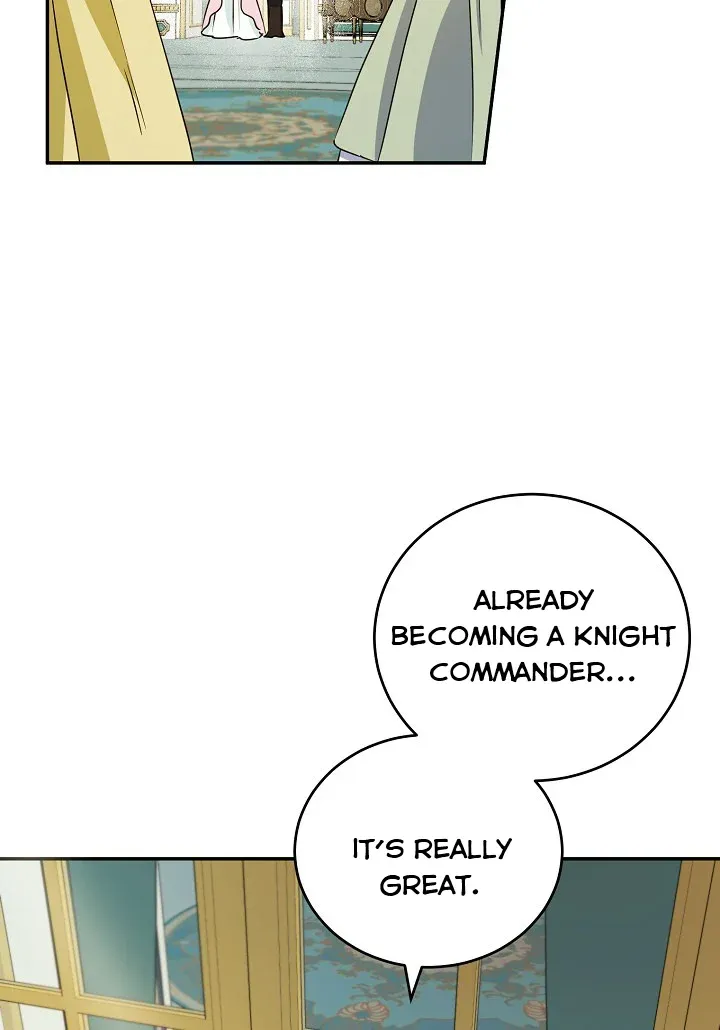 ALREADY
BECOMING A KNIGHT
COMMANDER...
IT'S REALLY
GREAT.